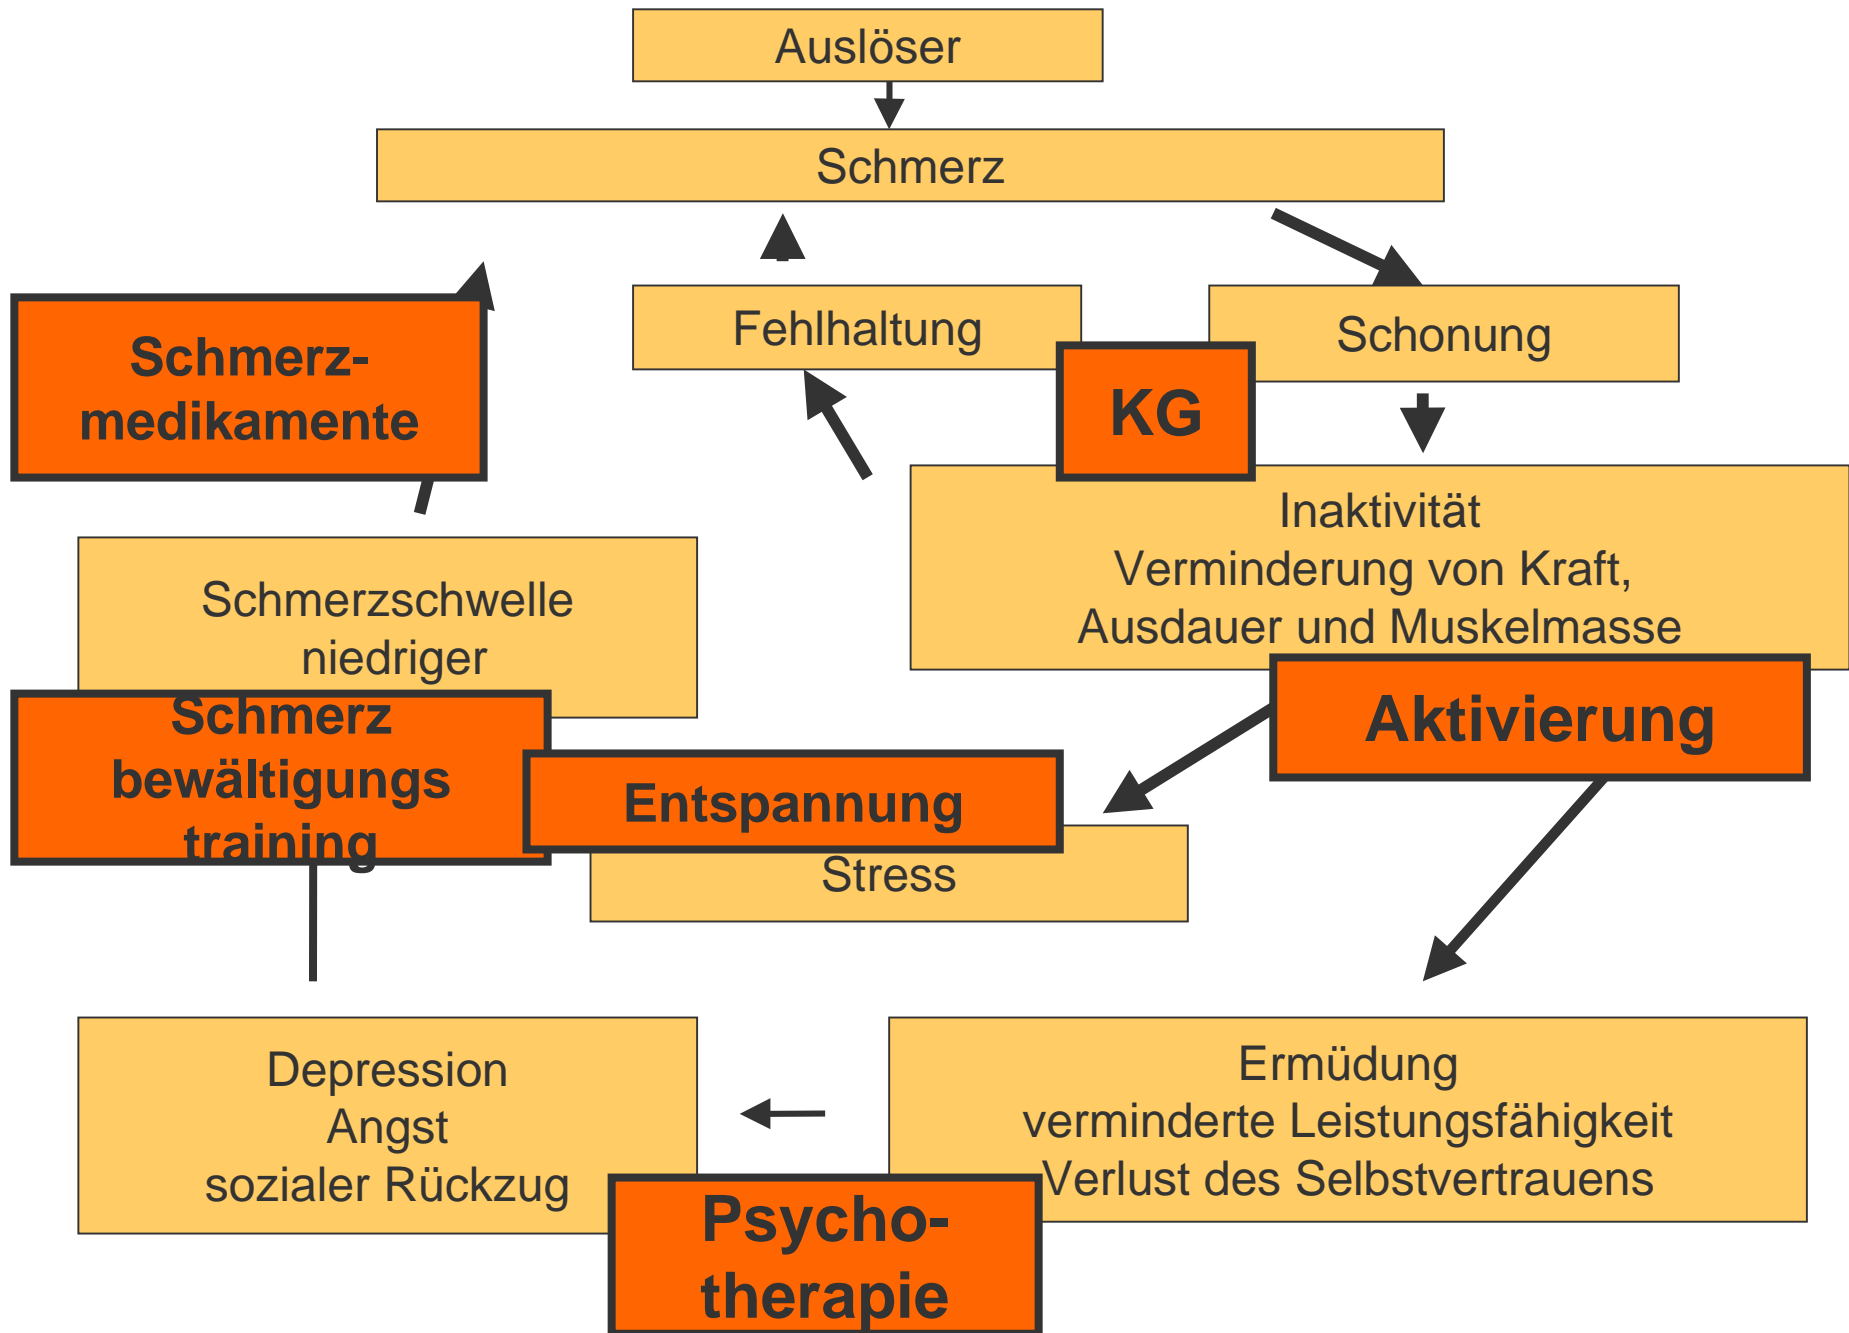 Auslöser
Schmerz
Fehlhaltung
Schonung
Schmerz-
medikamente
KG
Inaktivität
Verminderung von Kraft,
Ausdauer und Muskelmasse
Schmerzschwelle
niedriger
Schmerz
bewältigungs
training
Aktivierung
Entspannung
Stress
Depression
Angst
sozialer Rückzug
Ermüdung
verminderte Leistungsfähigkeit
Verlust des Selbstvertrauens
Psycho-
therapie